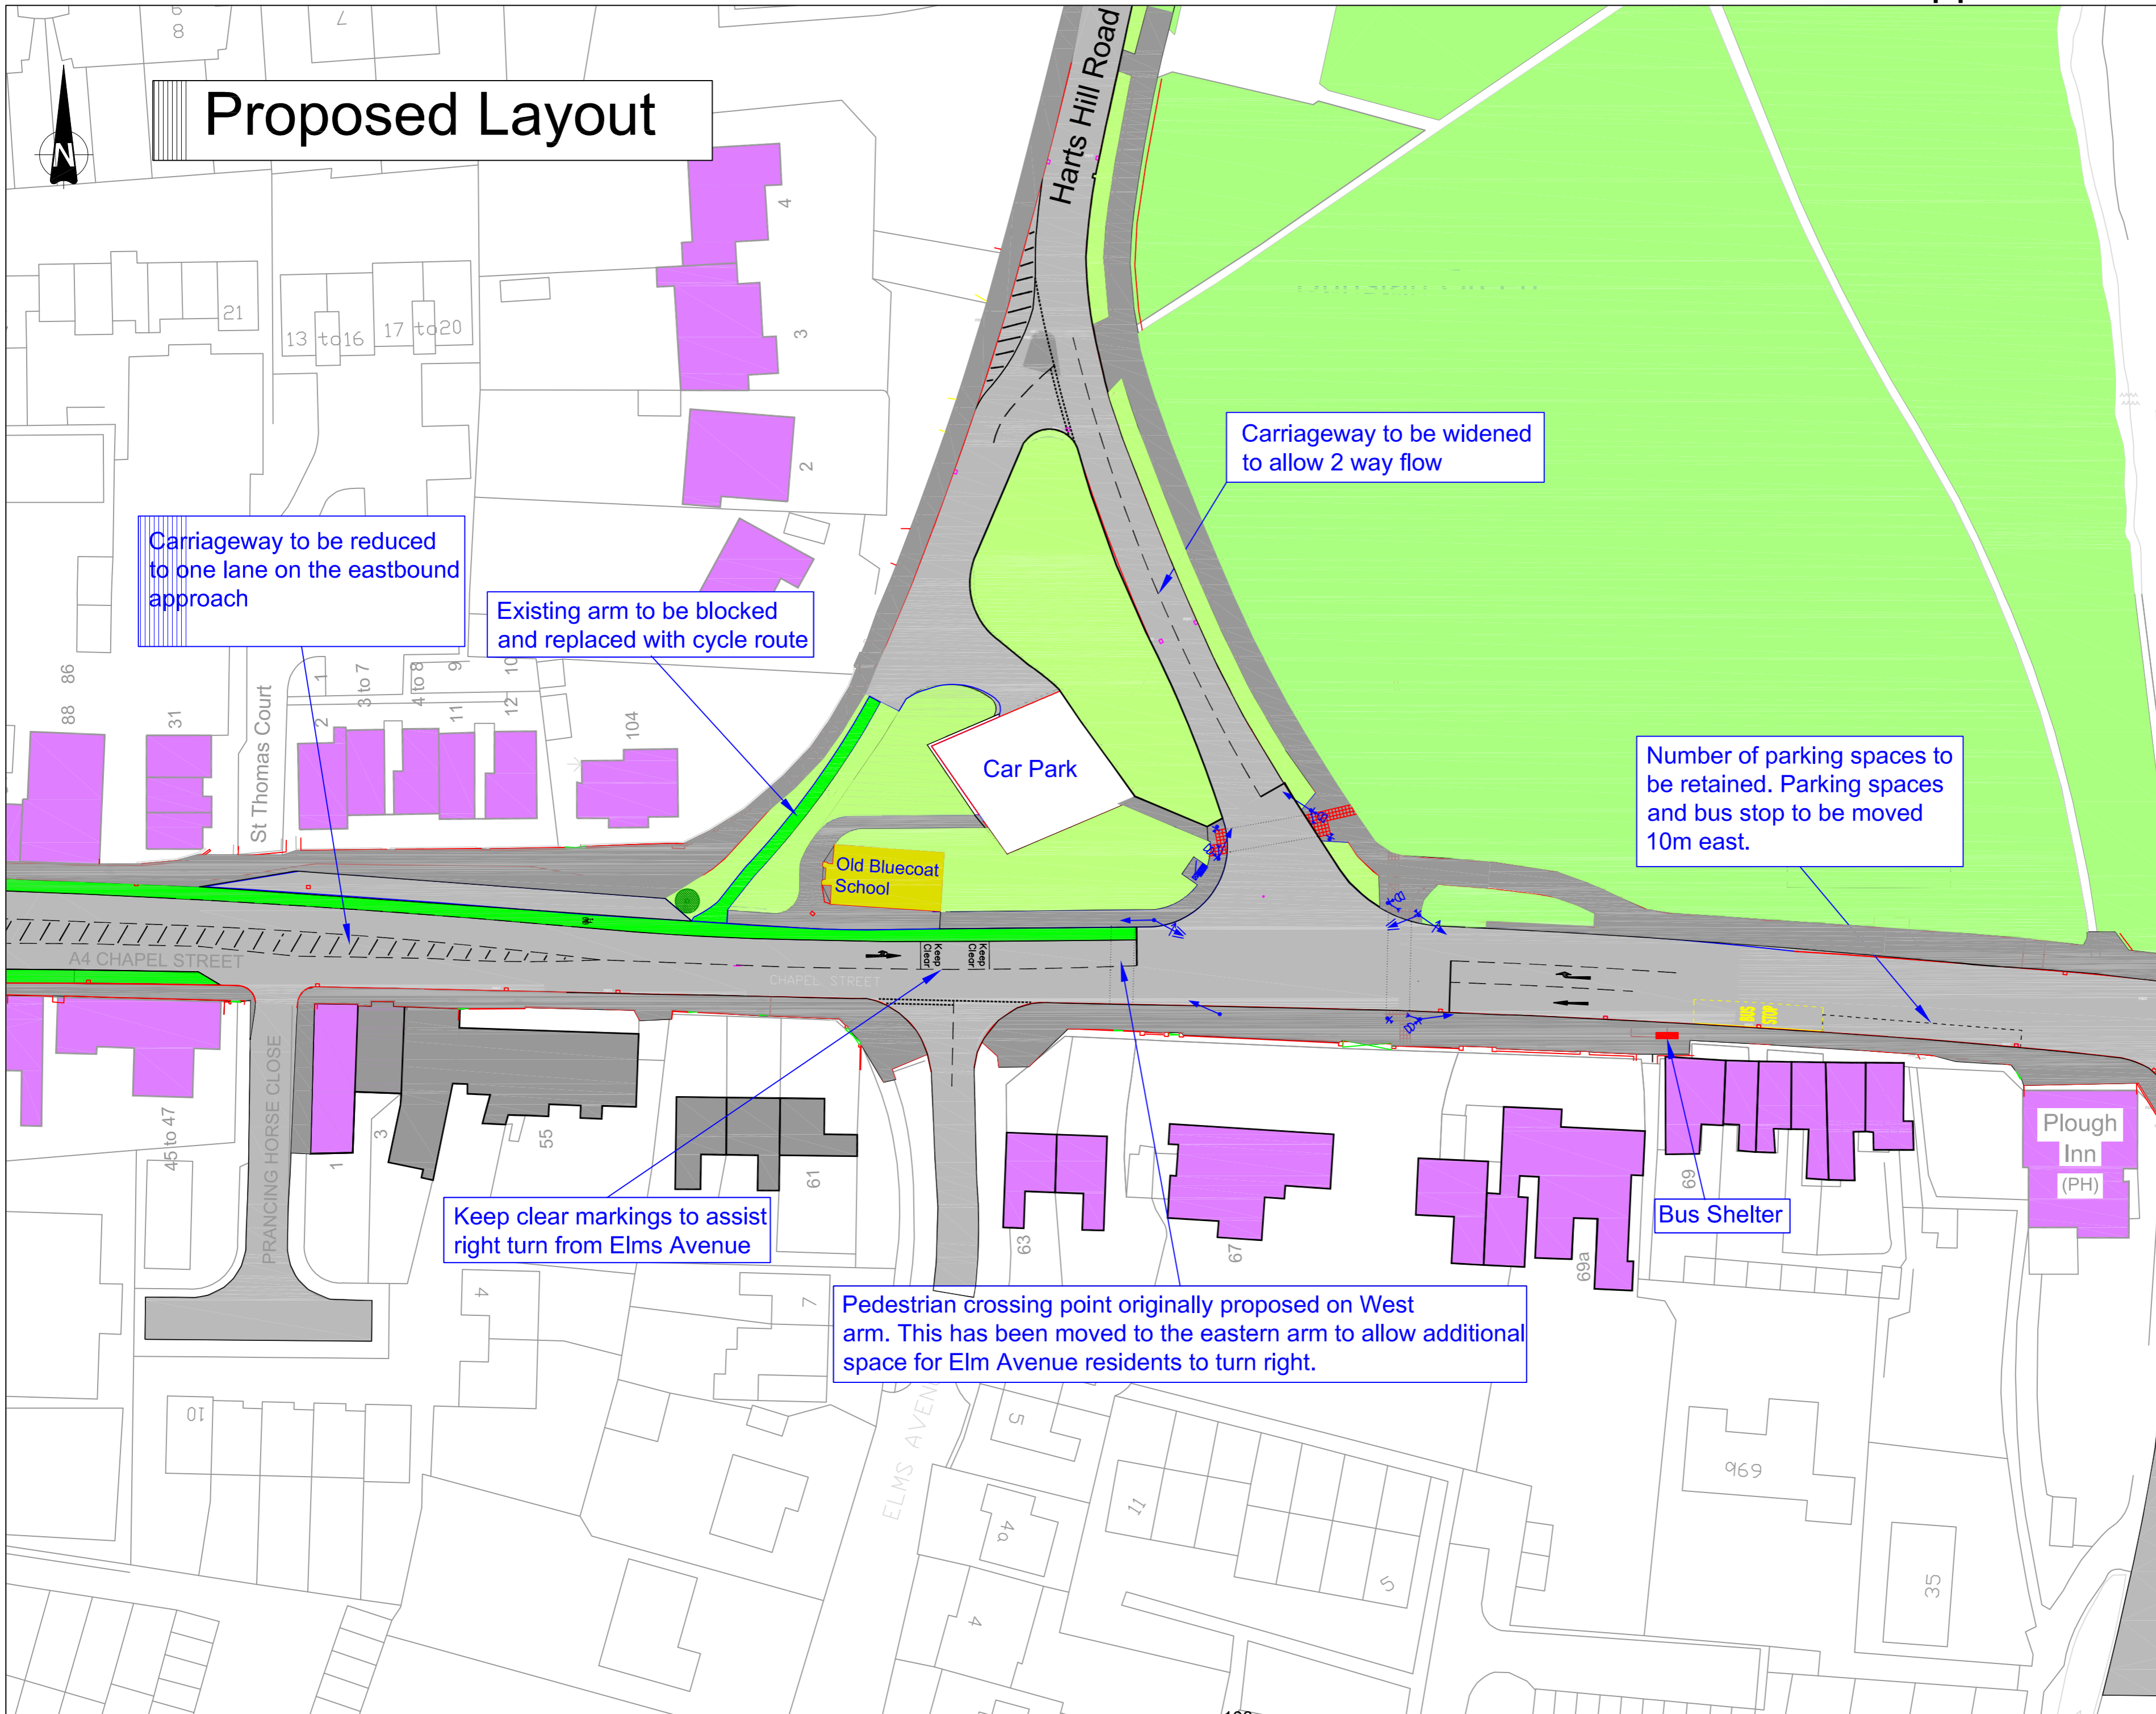 8
7
N
Proposed Layout
Harts Hill Road
4
3
2
21
13 to 16
17 to 20
Carriageway to be widened
to allow 2 way flow
Carriageway to be reduced
to one lane on the eastbound
approach
Existing arm to be blocked
and replaced with cycle route
86
88
31
St Thomas Court
1
2
3 to 7
4 to 8
9
11
10
12
104
Car Park
Number of parking spaces to
be retained. Parking spaces
and bus stop to be moved
10m east.
Old Bluecoat
School
A4 CHAPEL STREET
CHAPEL STREET
Keep
Clear
Keep
Clear
BUS
STOP
45 to 47
PRANCING HORSE CLOSE
1
3
55
61
63
67
69a
69
Plough
Inn
(PH)
Bus Shelter
Keep clear markings to assist
right turn from Elms Avenue
Pedestrian crossing point originally proposed on West
arm. This has been moved to the eastern arm to allow additional
space for Elm Avenue residents to turn right.
4
7
10
ELMS AVENU
5
4a
4
11
5
69b
35